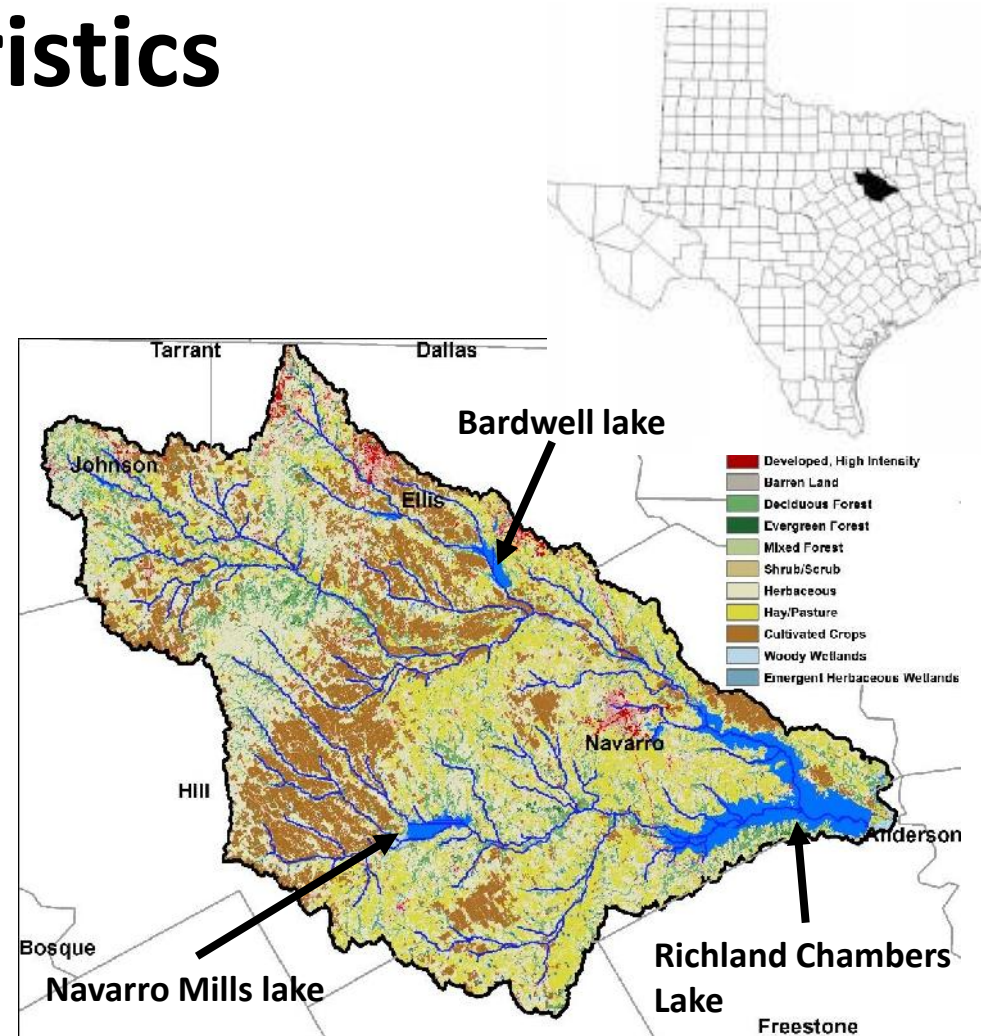 ristics
Tarrant
Dallas
Bardwell lake
Johnson
Ellis
Developed, High Intensity
Barren Land
Deciduous Forest
Evergreen Forest
Mixed Forest
Shrub/Scrub
Herbaceous
Hay/Pasture
Cultivated Crops
Woody Wetlands
Emergent Herbaceous Wetlands
Navarro
Hill
Anderson
Bosque
Navarro Mills lake
Richland Chambers
Lake
Freestone